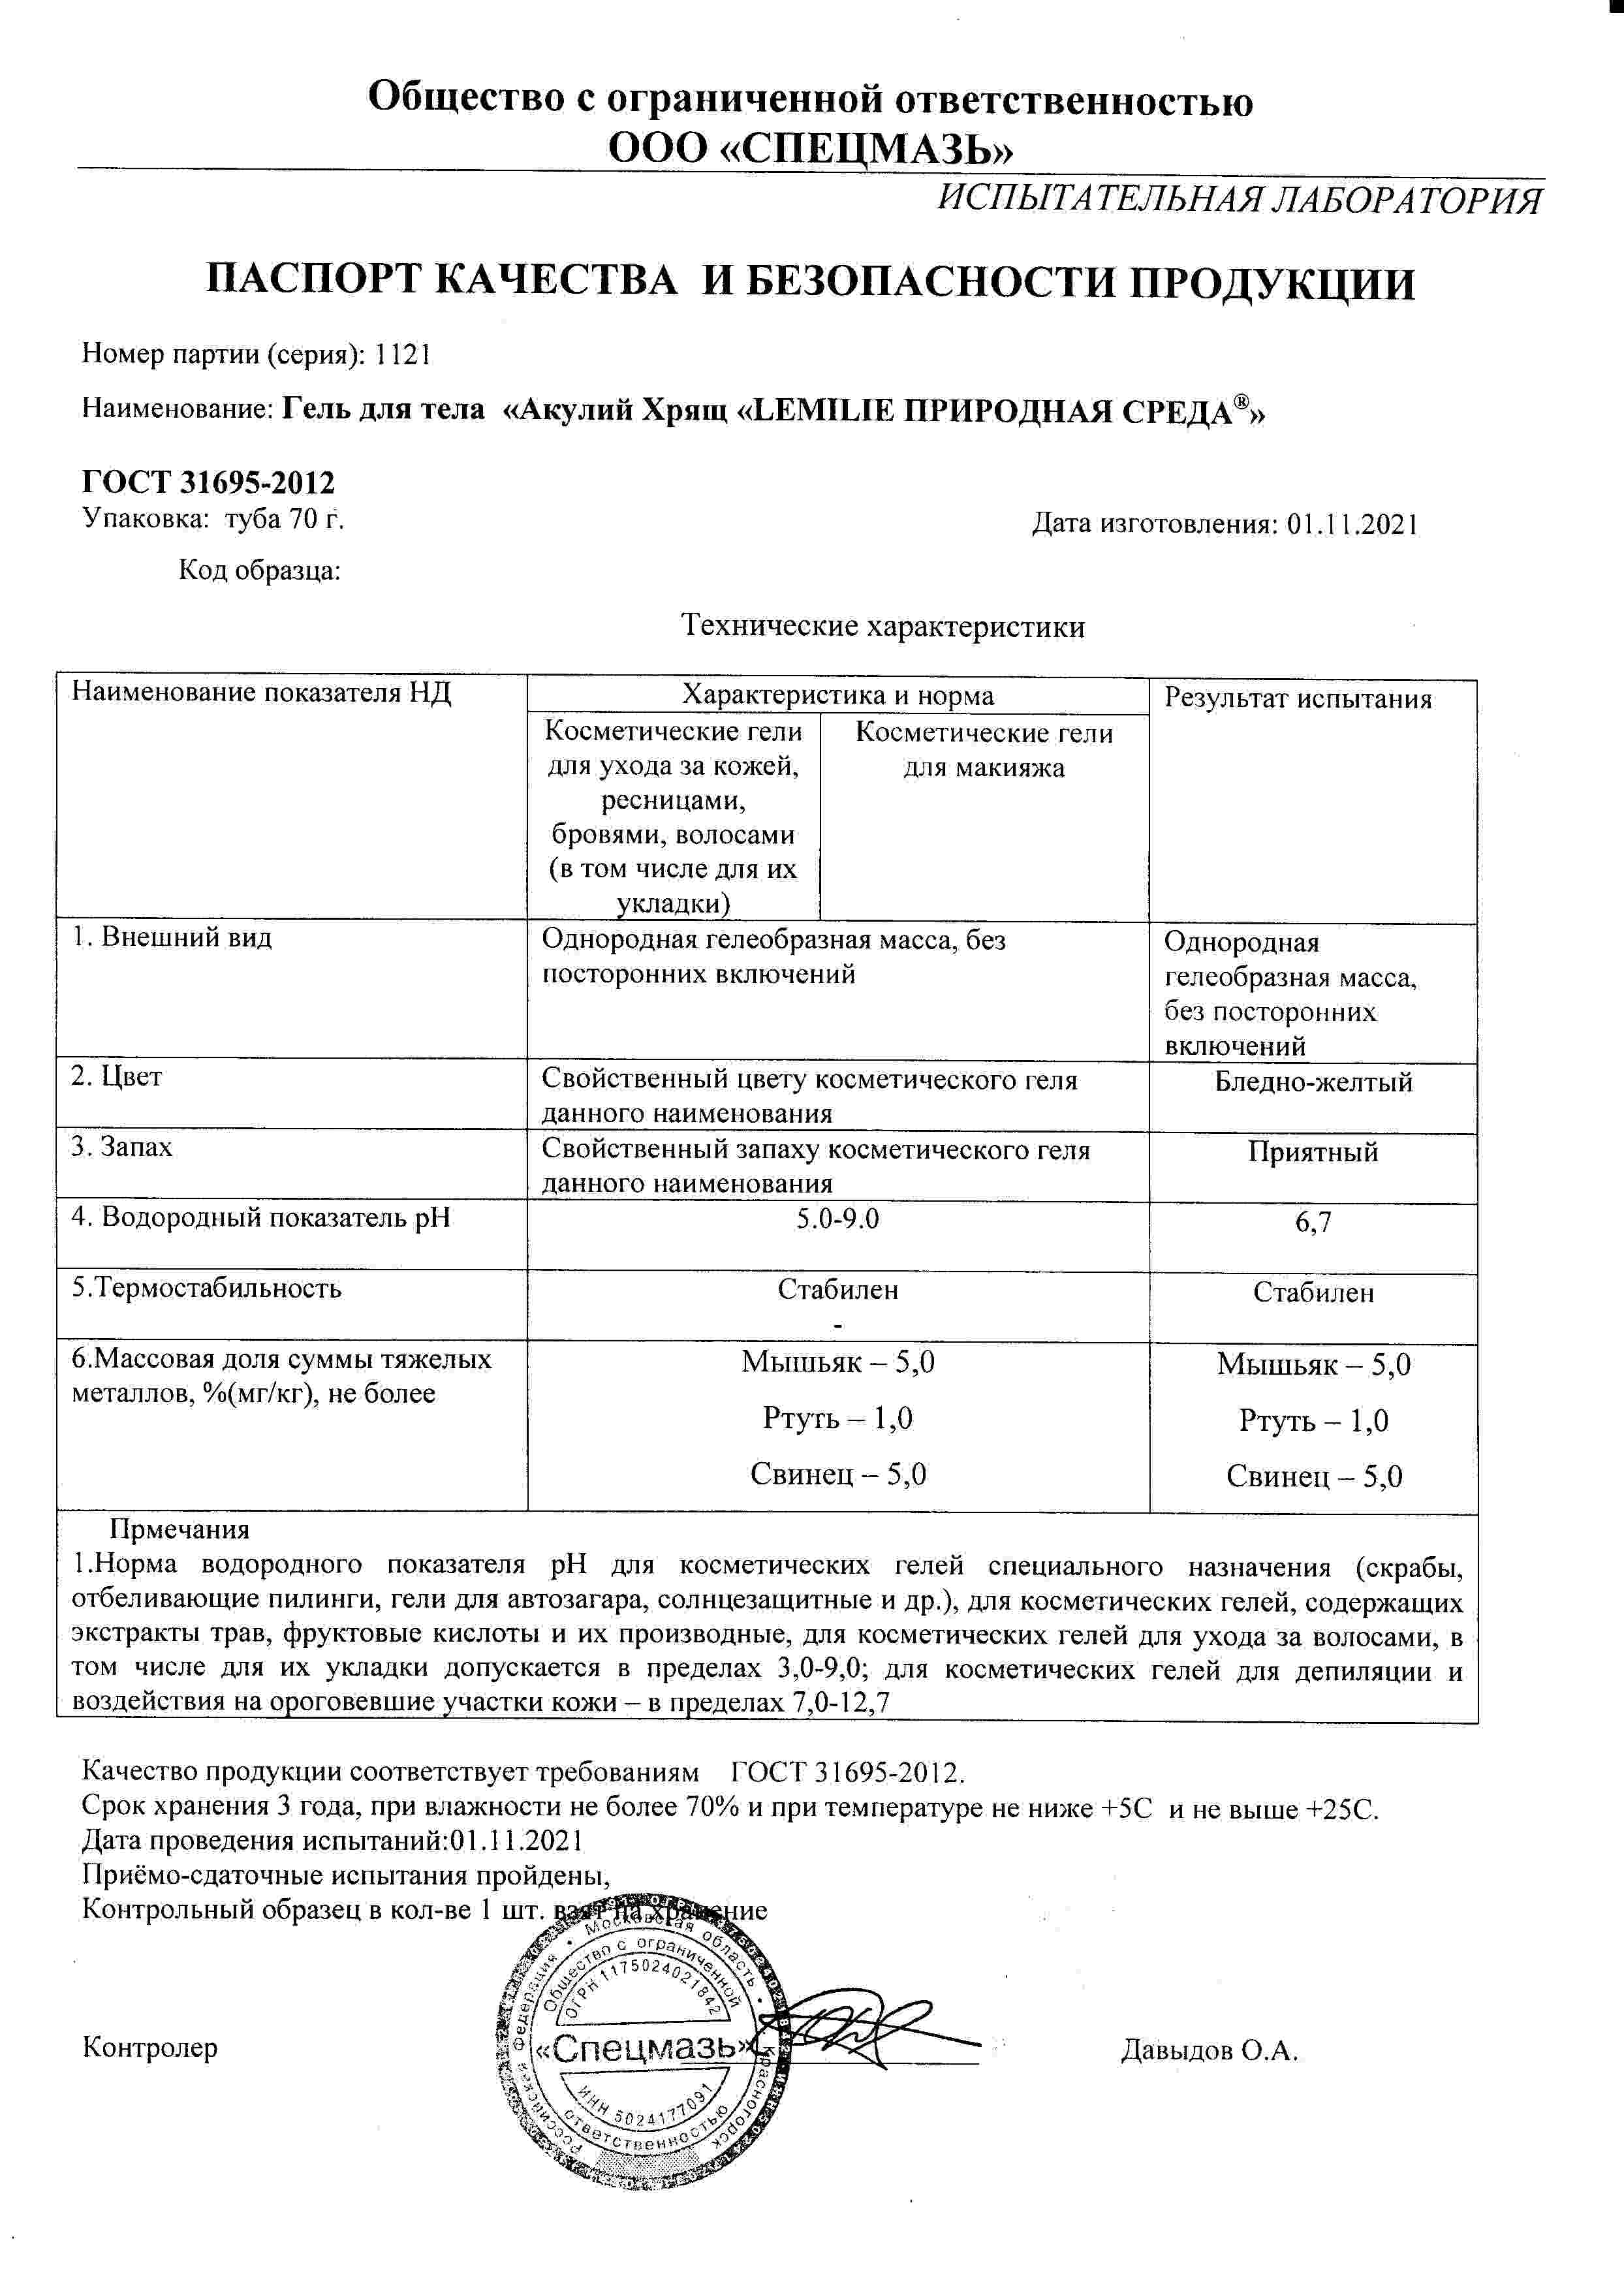 Общество с ограниченной ответственностью
ООО «СПЕЦМАЗЬ»
ИСПЫТАТЕЛЬНАЯ ЛАБОРАТОРИЯ
ПАСПОРТ КАЧЕСТВА И БЕЗОПАСНОСТИ ПРОДУКЦИИ
Номер партии (серия): 1121
Наименование: Гель для тела «Акулий Хрящ «LEMILIE ПРИРОДНАЯ СРЕДА®»
ГОСТ 31695-2012
Упаковка: туба 70 г.
Дата изготовления: 01.11.2021
Код образца:
Технические характеристики
Наименование показателя НД
Характеристика и норма
Результат испытания
Косметические гели
для ухода за кожей,
ресницами,
бровями, волосами
(в том числе для их
укладки)
Косметические гели
для макияжа
1. Внешний вид
Однородная гелеобразная масса, без
посторонних включений
Однородная
гелеобразная масса,
без посторонних
включений
2. Цвет
Свойственный цвету косметического геля
данного наименования
Бледно-желтый
3. Запах
Свойственный запаху косметического геля
данного наименования
Приятный
4. Водородный показатель pH
5.0-9.0
6,7
5.Термостабильность
Стабилен
-
Стабилен
6.Массовая доля суммы тяжелых
металлов, %(мг/кг), не более
Мышьяк – 5,0
Ртуть – 1,0
Свинец – 5,0
Мышьяк – 5,0
Ртуть – 1,0
Свинец – 5,0
Прмечания
1.Норма водородного показателя pH для косметических гелей специального назначения (скрабы,
отбеливающие пилинги, гели для автозагара, солнцезащитные и др.), для косметических гелей, содержащих
экстракты трав, фруктовые кислоты и их производные, для косметических гелей для ухода за волосами, в
том числе для их укладки допускается в пределах 3,0-9,0; для косметических гелей для депиляции и
воздействия на ороговевшие участки кожи – в пределах 7,0-12,7
Качество продукции соответствует требованиям ГОСТ 31695-2012.
Срок хранения 3 года, при влажности не более 70% и при температуре не ниже +5С и не выше +25С.
Дата проведения испытаний:01.11.2021
Приёмо-сдаточные испытания пройдены,
Контрольный образец в кол-ве 1 шт. взят на хранение
Российская Федерация • Московская область • г. Красногорск
Общество с ограниченной
ответственностью
ОГРН 1175024021842
«Спецмазь»
ИНН 5024177091
Контролер
Давыдов О.А.